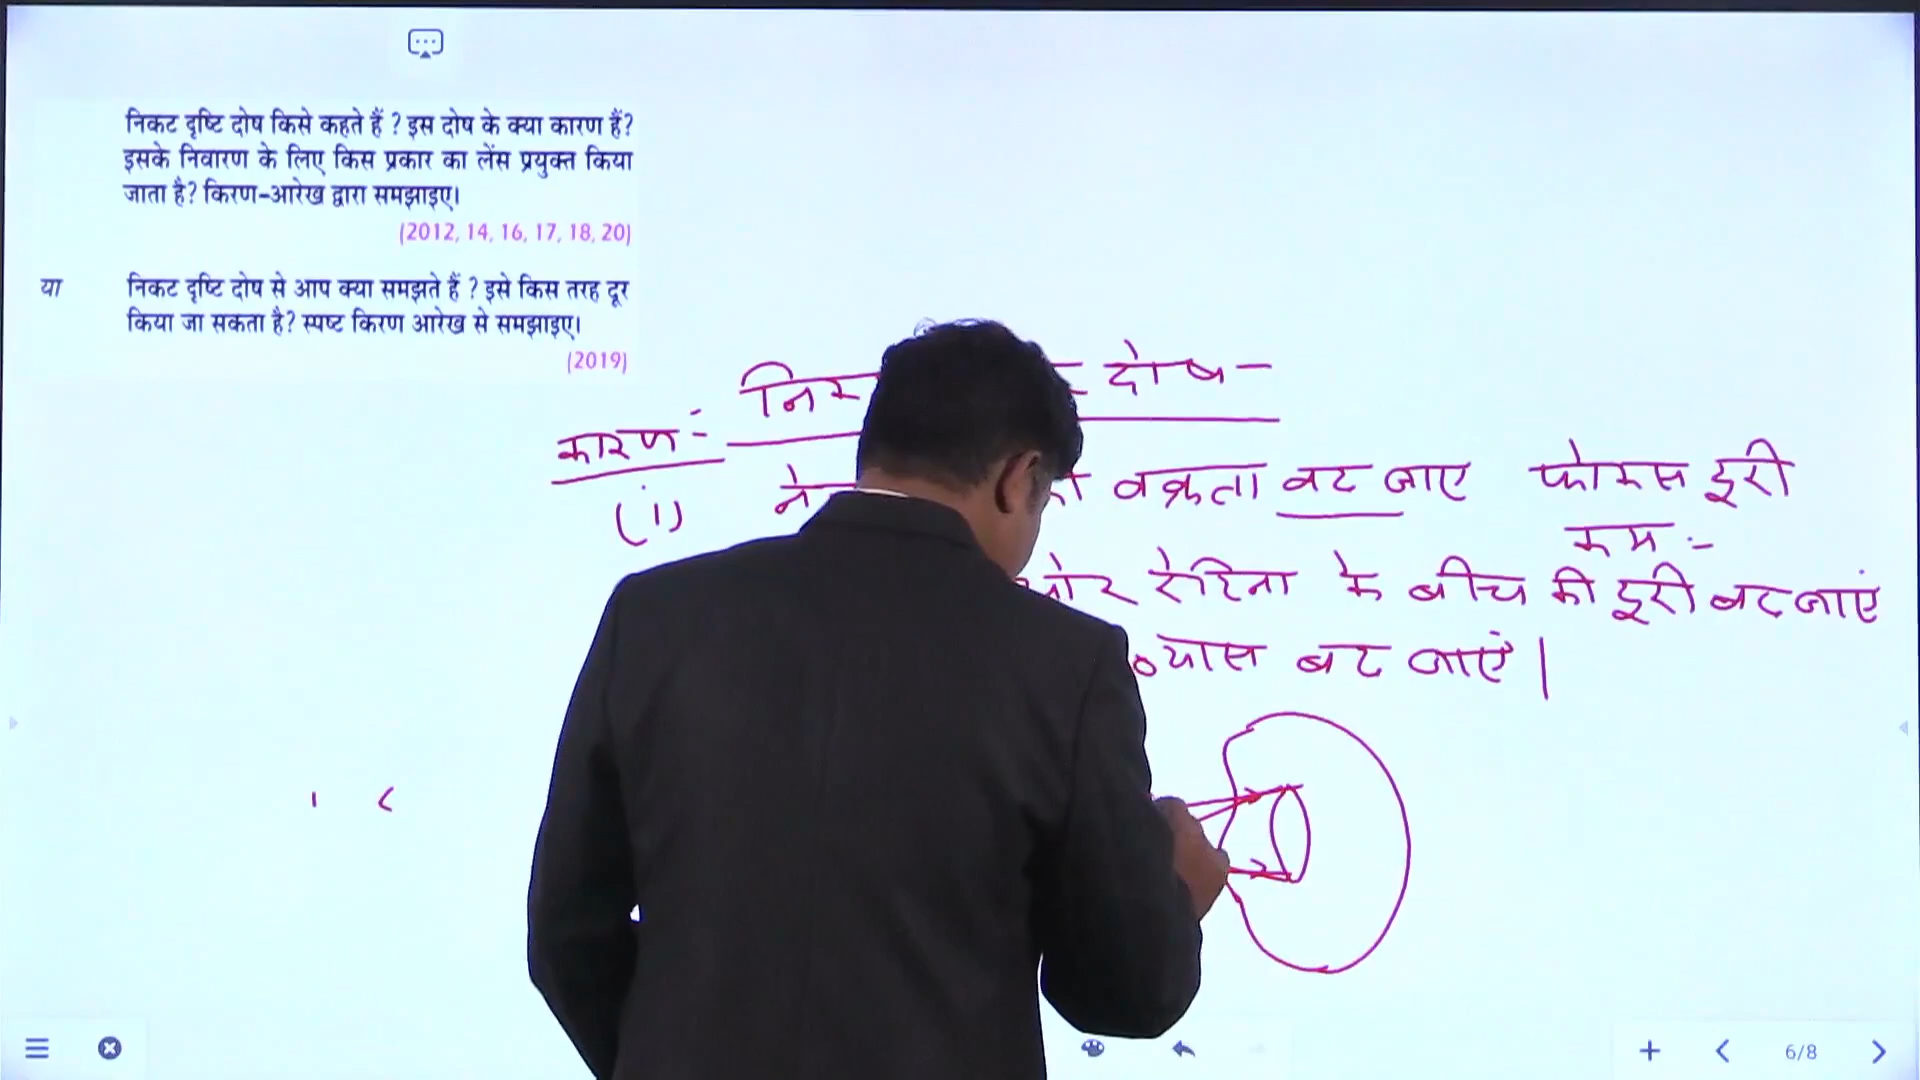 निकट दृष्टि दोष किसे कहते हैं ? इस दोष के क्या कारण हैं?
इसके निवारण के लिए किस प्रकार का लेंस प्रयुक्त किया
जाता है? किरण-आरेख द्वारा समझाइए।
(2012, 14, 16, 17, 18, 20)
या निकट दृष्टि दोष से आप क्या समझते हैं ? इसे किस तरह दूर
किया जा सकता है? स्पष्ट किरण आरेख से समझाइए।
(2019)
दोष -
कारण :-
(i) वक्रता बढ जाए फोकस दूरी
कम :-
और रेटिना के बीच की दूरी बढ जाएं
व्यास बढ जाएं |
6/8